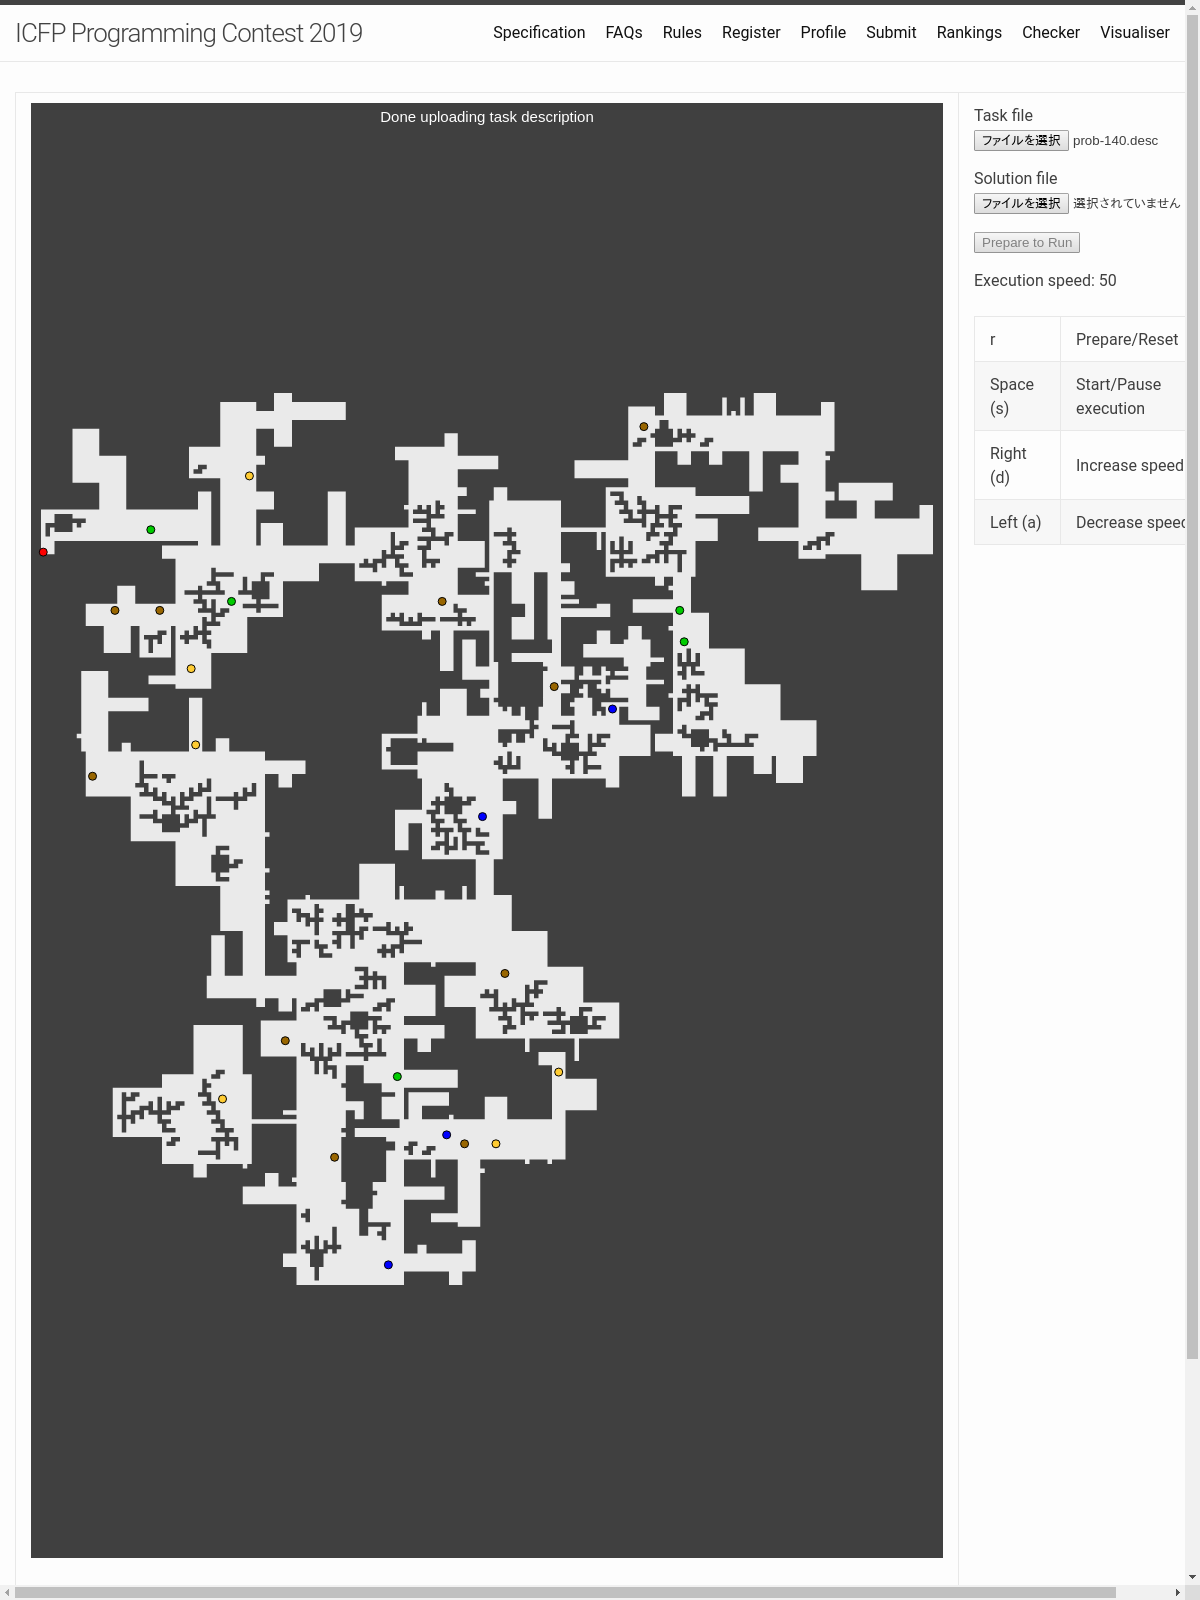 ICFP Programming Contest 2019
Specification FAQs Rules Register Profile Submit Rankings Checker Visualiser
Done uploading task description
Task file
ファイルを選択 prob-140.desc
Solution file
ファイルを選択 選択されていません
Prepare to Run
Execution speed: 50
r Prepare/Reset
Space (s) Start/Pause execution
Right (d) Increase speed
Left (a) Decrease speed